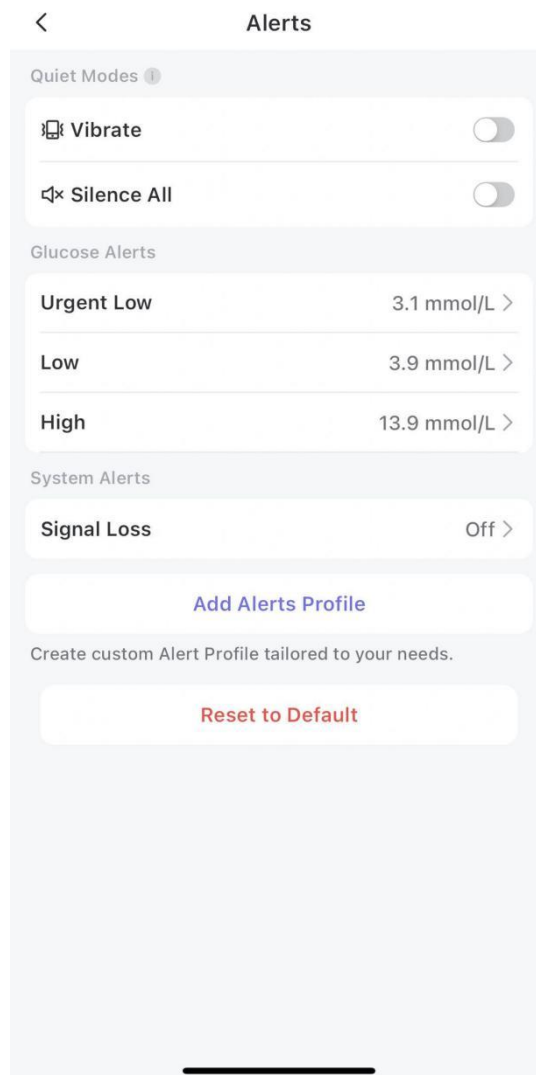 Alerts
Quiet Modes
Vibrate
Silence All
Glucose Alerts
Urgent Low 3.1 mmol/L
Low 3.9 mmol/L
High 13.9 mmol/L
System Alerts
Signal Loss Off
Add Alerts Profile
Create custom Alert Profile tailored to your needs.
Reset to Default